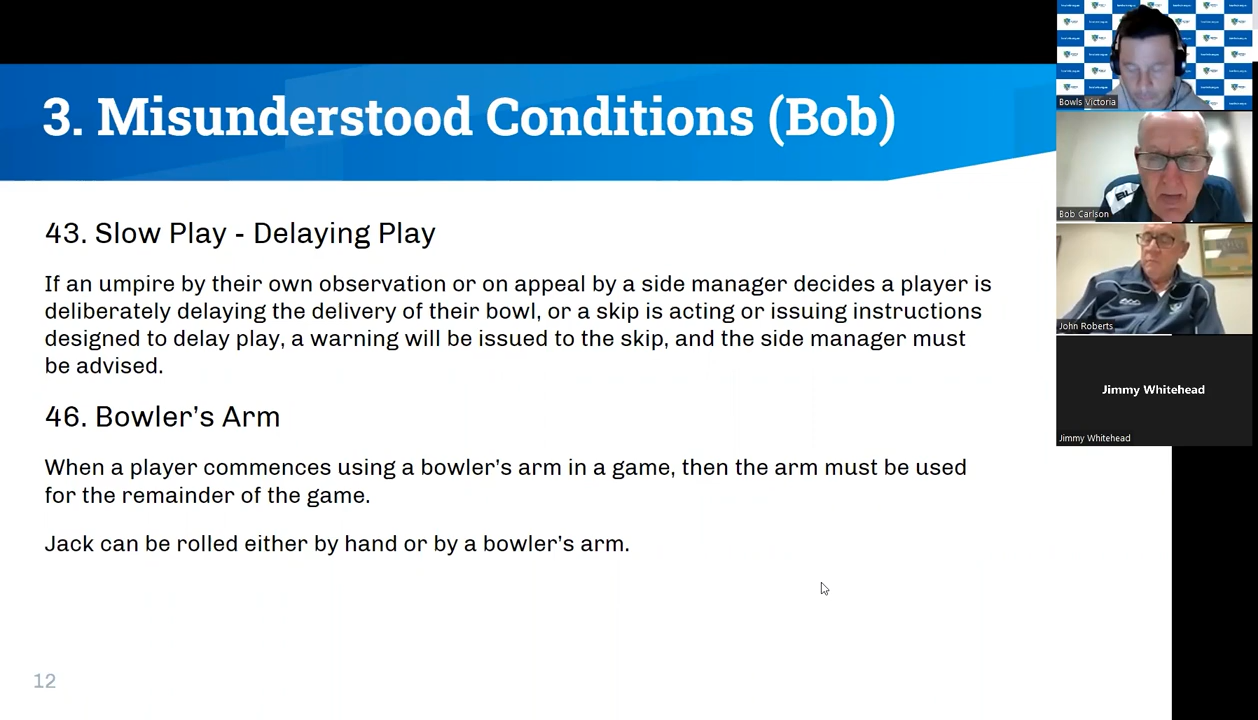 3. Misunderstood Conditions (Bob)
43. Slow Play - Delaying Play
If an umpire by their own observation or on appeal by a side manager decides a player is
deliberately delaying the delivery of their bowl, or a skip is acting or issuing instructions
designed to delay play, a warning will be issued to the skip, and the side manager must
be advised.
46. Bowler's Arm
When a player commences using a bowler's arm in a game, then the arm must be used
for the remainder of the game.
Jack can be rolled either by hand or by a bowler's arm.
12
Bowls Victoria
Bob Carlson
John Roberts
Jimmy Whitehead
Jimmy Whitehead